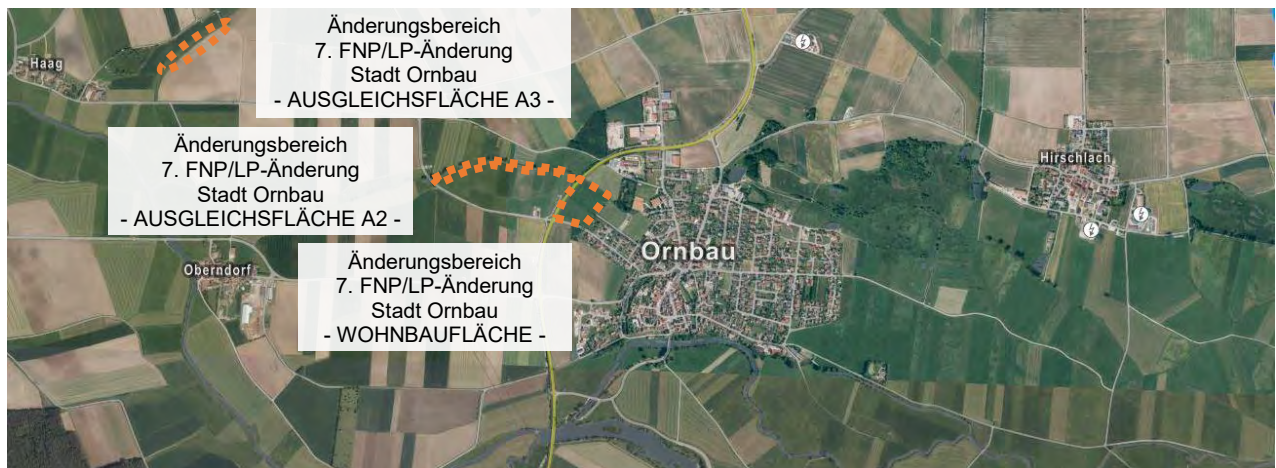 Änderungsbereich
7. FNP/LP-Änderung
Stadt Ornbau
- AUSGLEICHSFLÄCHE A3 -
Haag
Änderungsbereich
7. FNP/LP-Änderung
Stadt Ornbau
- AUSGLEICHSFLÄCHE A2 -
Hirschlach
Ornbau
Oberndorf
Änderungsbereich
7. FNP/LP-Änderung
Stadt Ornbau
- WOHNBAUFLÄCHE -